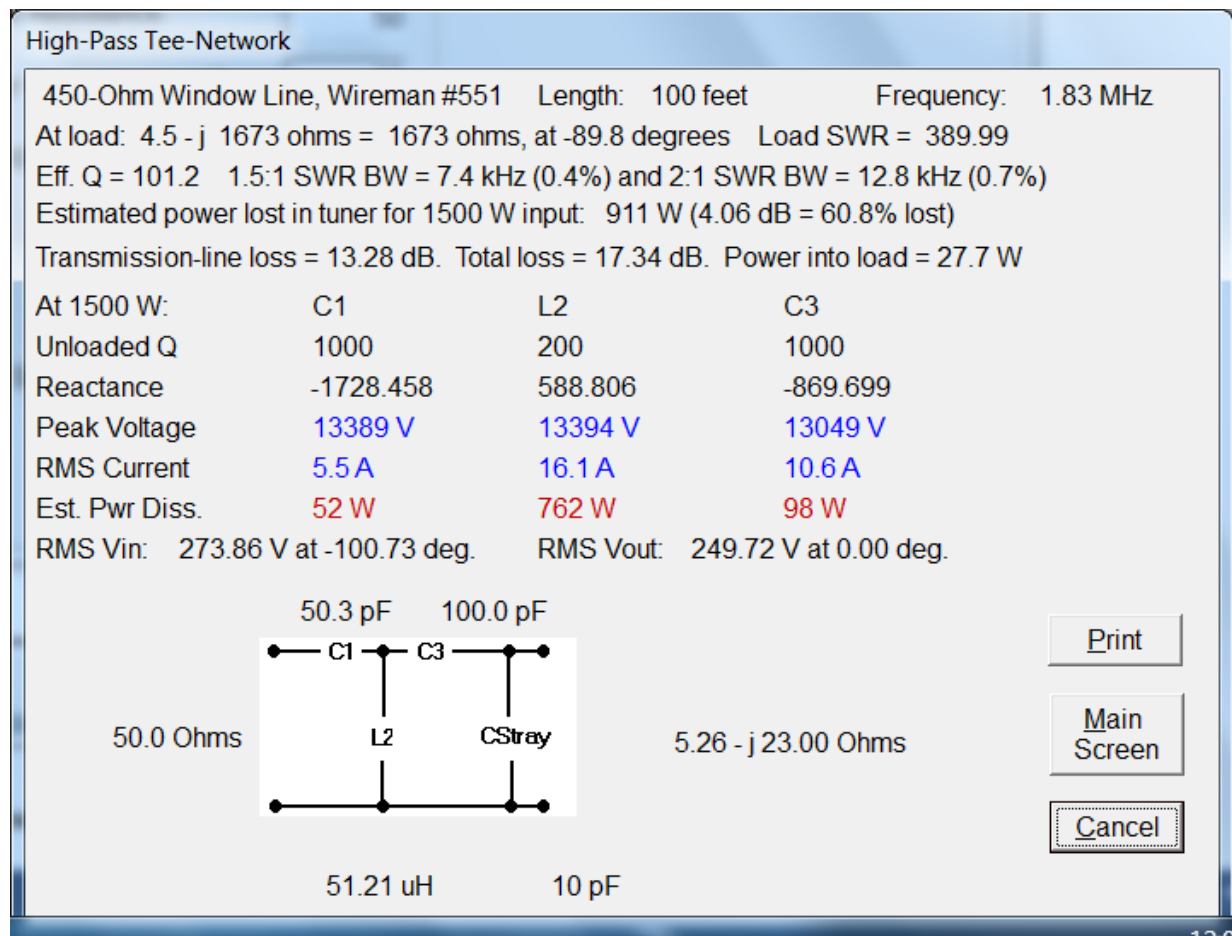 High-Pass Tee-Network
450-Ohm Window Line, Wireman #551 Length: 100 feet Frequency: 1.83 MHz
At load: 4.5 - j 1673 ohms = 1673 ohms, at -89.8 degrees Load SWR = 389.99
Eff. Q = 101.2 1.5:1 SWR BW = 7.4 kHz (0.4%) and 2:1 SWR BW = 12.8 kHz (0.7%)
Estimated power lost in tuner for 1500 W input: 911 W (4.06 dB = 60.8% lost)
Transmission-line loss = 13.28 dB. Total loss = 17.34 dB. Power into load = 27.7 W
At 1500 W: C1 L2 C3
Unloaded Q 1000 200 1000
Reactance -1728.458 588.806 -869.699
Peak Voltage 13389 V 13394 V 13049 V
RMS Current 5.5 A 16.1 A 10.6 A
Est. Pwr Diss. 52 W 762 W 98 W
RMS Vin: 273.86 V at -100.73 deg. RMS Vout: 249.72 V at 0.00 deg.
50.3 pF 100.0 pF
C1 C3
Print
50.0 Ohms L2 CStray 5.26 - j 23.00 Ohms
Main
Screen
Cancel
51.21 uH 10 pF